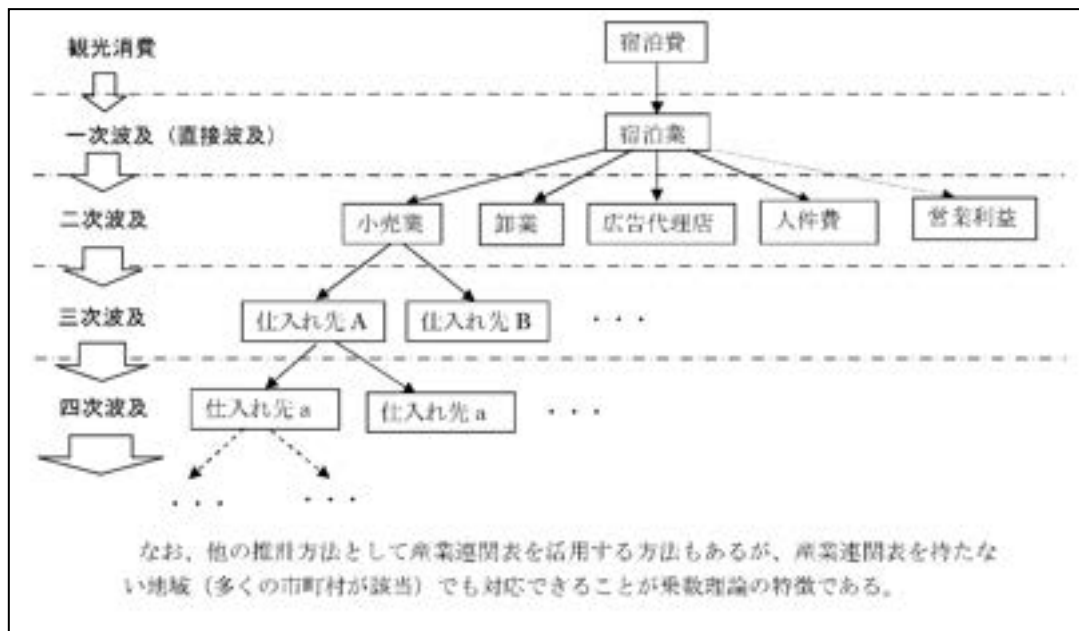 観光消費
宿泊費
一次波及（直接波及）
宿泊業
二次波及
小売業
卸業
広告代理店
人件費
営業利益
三次波及
仕入れ先 A
仕入れ先 B
・・・
四次波及
仕入れ先 a
仕入れ先 a
・・・
・・・
・・・
なお、他の推計方法として産業連関表を活用する方法もあるが、産業連関表を持たな
い地域（多くの市町村が該当）でも対応できることが乗数理論の特徴である。